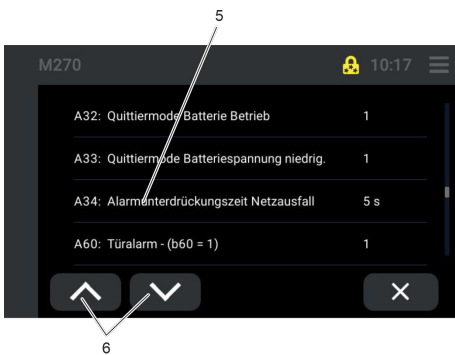 5
M270 10:17
A32: Quittiermode Batterie Betrieb 1
A33: Quittiermode Batteriespannung niedrig. 1
A34: Alarmunterdrückungszeit Netzausfall 5 s
A60: Türalarm - (b60 = 1) 1
6